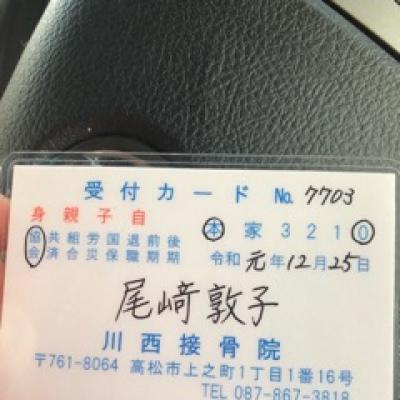 受付カード No. 7703
身親子自
本家3210
協共組労国退前後
会済合災保職期期
令和元年12月25日
尾﨑敦子
川西接骨院
〒761-8064 高松市上之町1丁目1番16号
TEL 087-867-3818